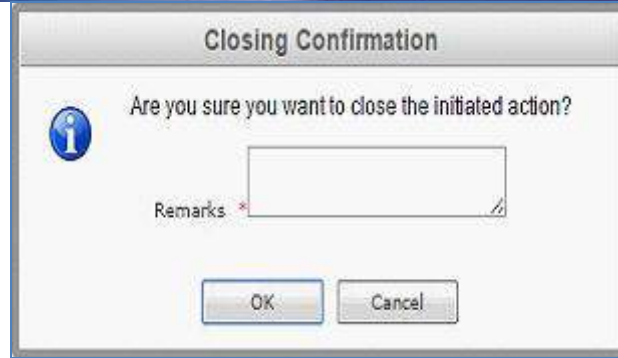 Closing Confirmation
Are you sure you want to close the initiated action?
Remarks *
OK Cancel